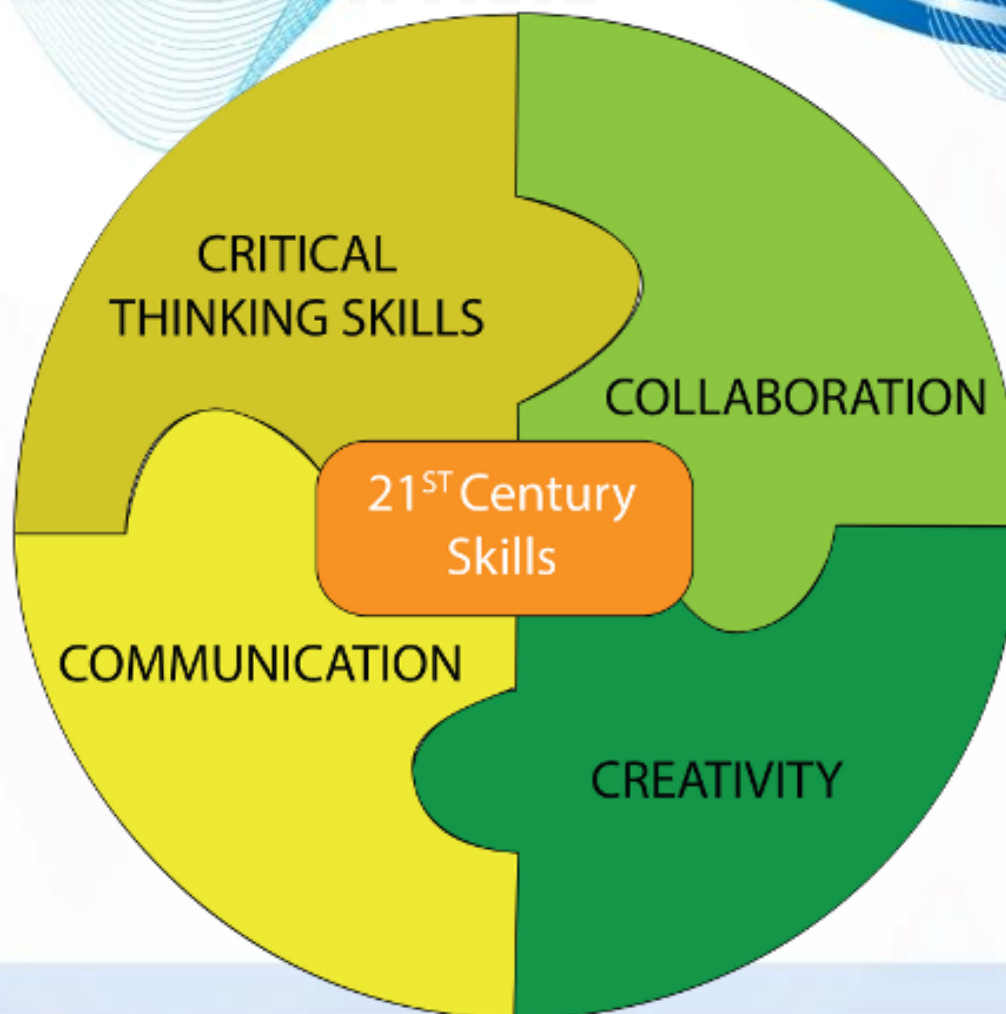 CRITICAL
THINKING SKILLS
COLLABORATION
21ST Century
Skills
COMMUNICATION
CREATIVITY